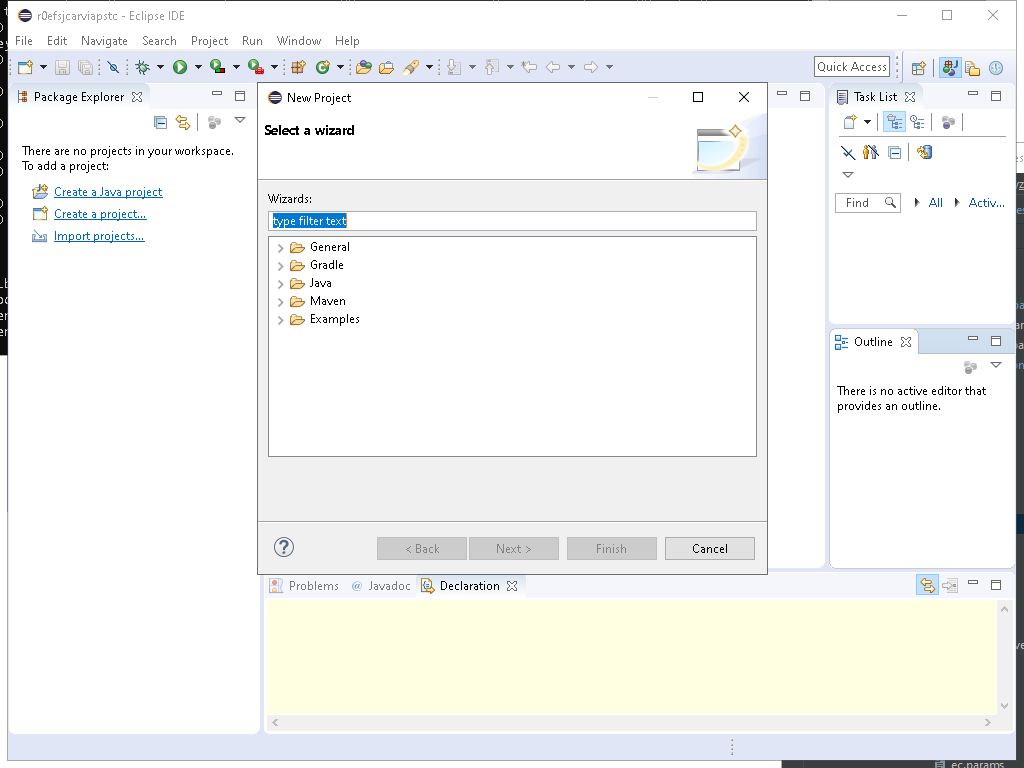 r0efsjcarviapstc - Eclipse IDE
File Edit Navigate Search Project Run Window Help
Quick Access
Package Explorer
There are no projects in your workspace.
To add a project:
Create a Java project
Create a project...
Import projects...
New Project
Select a wizard
Wizards:
type filter text
General
Gradle
Java
Maven
Examples
< Back Next > Finish Cancel
Task List
Find All Activ...
Outline
There is no active editor that
provides an outline.
Problems @ Javadoc Declaration
ec.params